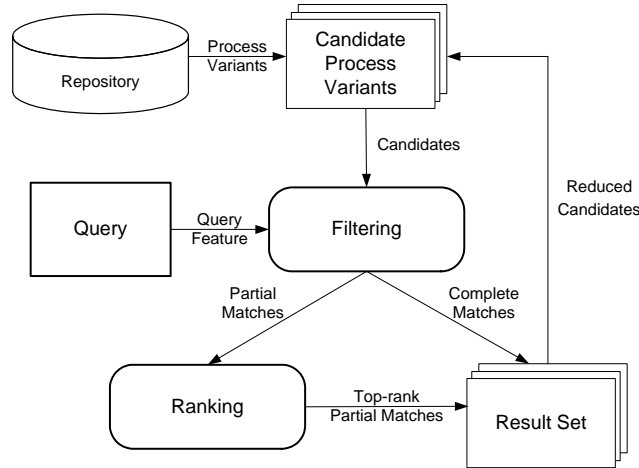 Repository
Process
Variants
Candidate
Process
Variants
Candidates
Reduced
Candidates
Query
Query
Feature
Filtering
Partial
Matches
Complete
Matches
Ranking
Top-rank
Partial Matches
Result Set